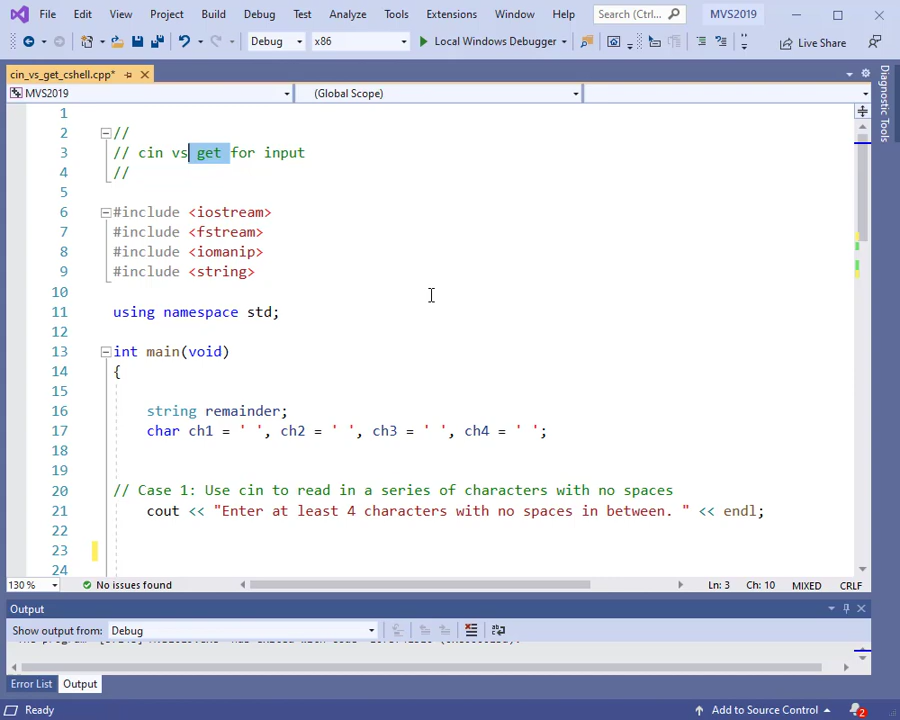 File Edit View Project Build Debug Test Analyze Tools Extensions Window Help Search (Ctrl... MVS2019
Debug x86 Local Windows Debugger Live Share
cin_vs_get_cshell.cpp*
MVS2019 (Global Scope)
Diagnostic Tools
1
2 //
3 // cin vs get for input
4 //
5
6 #include <iostream>
7 #include <fstream>
8 #include <iomanip>
9 #include <string>
10
11 using namespace std;
12
13 int main(void)
14 {
15
16 string remainder;
17 char ch1 = ' ', ch2 = ' ', ch3 = ' ', ch4 = ' ';
18
19
20 // Case 1: Use cin to read in a series of characters with no spaces
21 cout << "Enter at least 4 characters with no spaces in between. " << endl;
22
23
24
130 % No issues found Ln: 3 Ch: 10 MIXED CRLF
Output
Show output from: Debug
Error List Output
Ready Add to Source Control 2